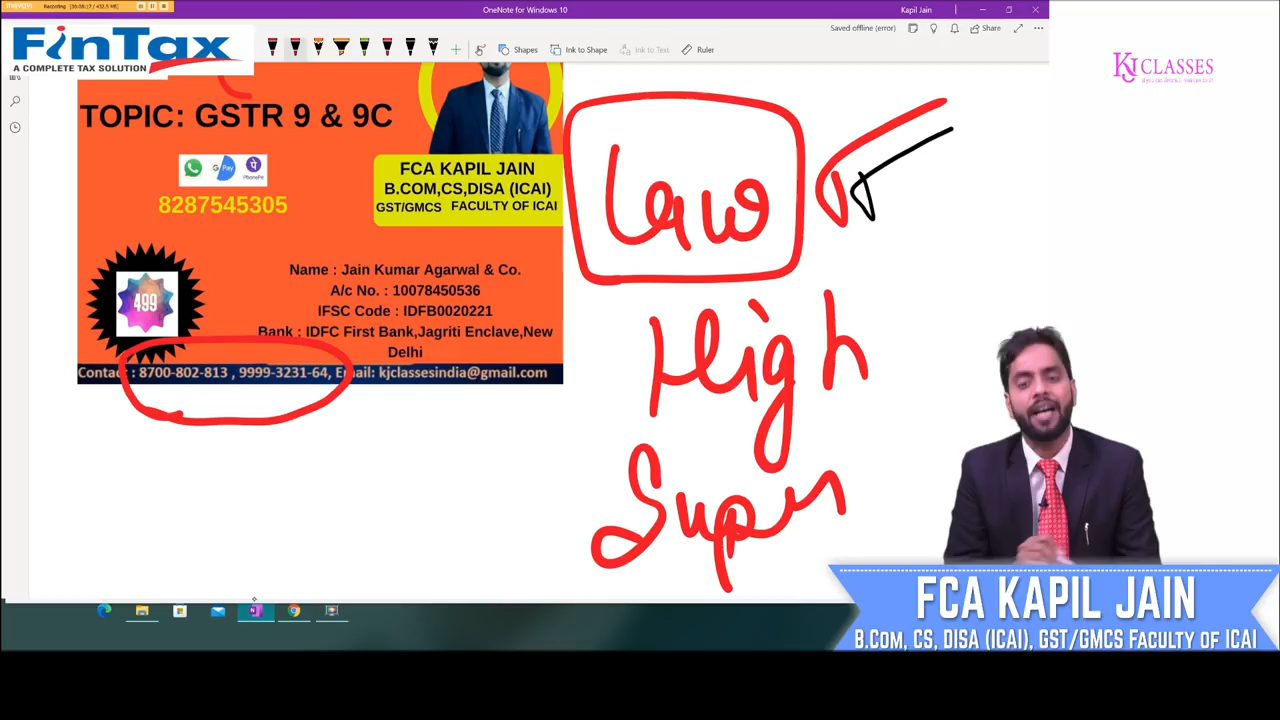 OneNote for Windows 10
Kapil Jain
Saved offline (error)
Share
FinTax
A COMPLETE TAX SOLUTION
Shapes
Ink to Shape
Ink to Text
Ruler
KJ CLASSES
TOPIC: GSTR 9 & 9C
G Pay
PhonePe
8287545305
FCA KAPIL JAIN
B.COM,CS,DISA (ICAI)
GST/GMCS FACULTY OF ICAI
499
Name : Jain Kumar Agarwal & Co.
A/c No. : 10078450536
IFSC Code : IDFB0020221
Bank : IDFC First Bank,Jagriti Enclave,New
Delhi
Contact : 8700-802-813 , 9999-3231-64, Email: kjclassesindia@gmail.com
Law
High
Super
FCA KAPIL JAIN
B.Com, CS, DISA (ICAI), GST/GMCS Faculty of ICAI